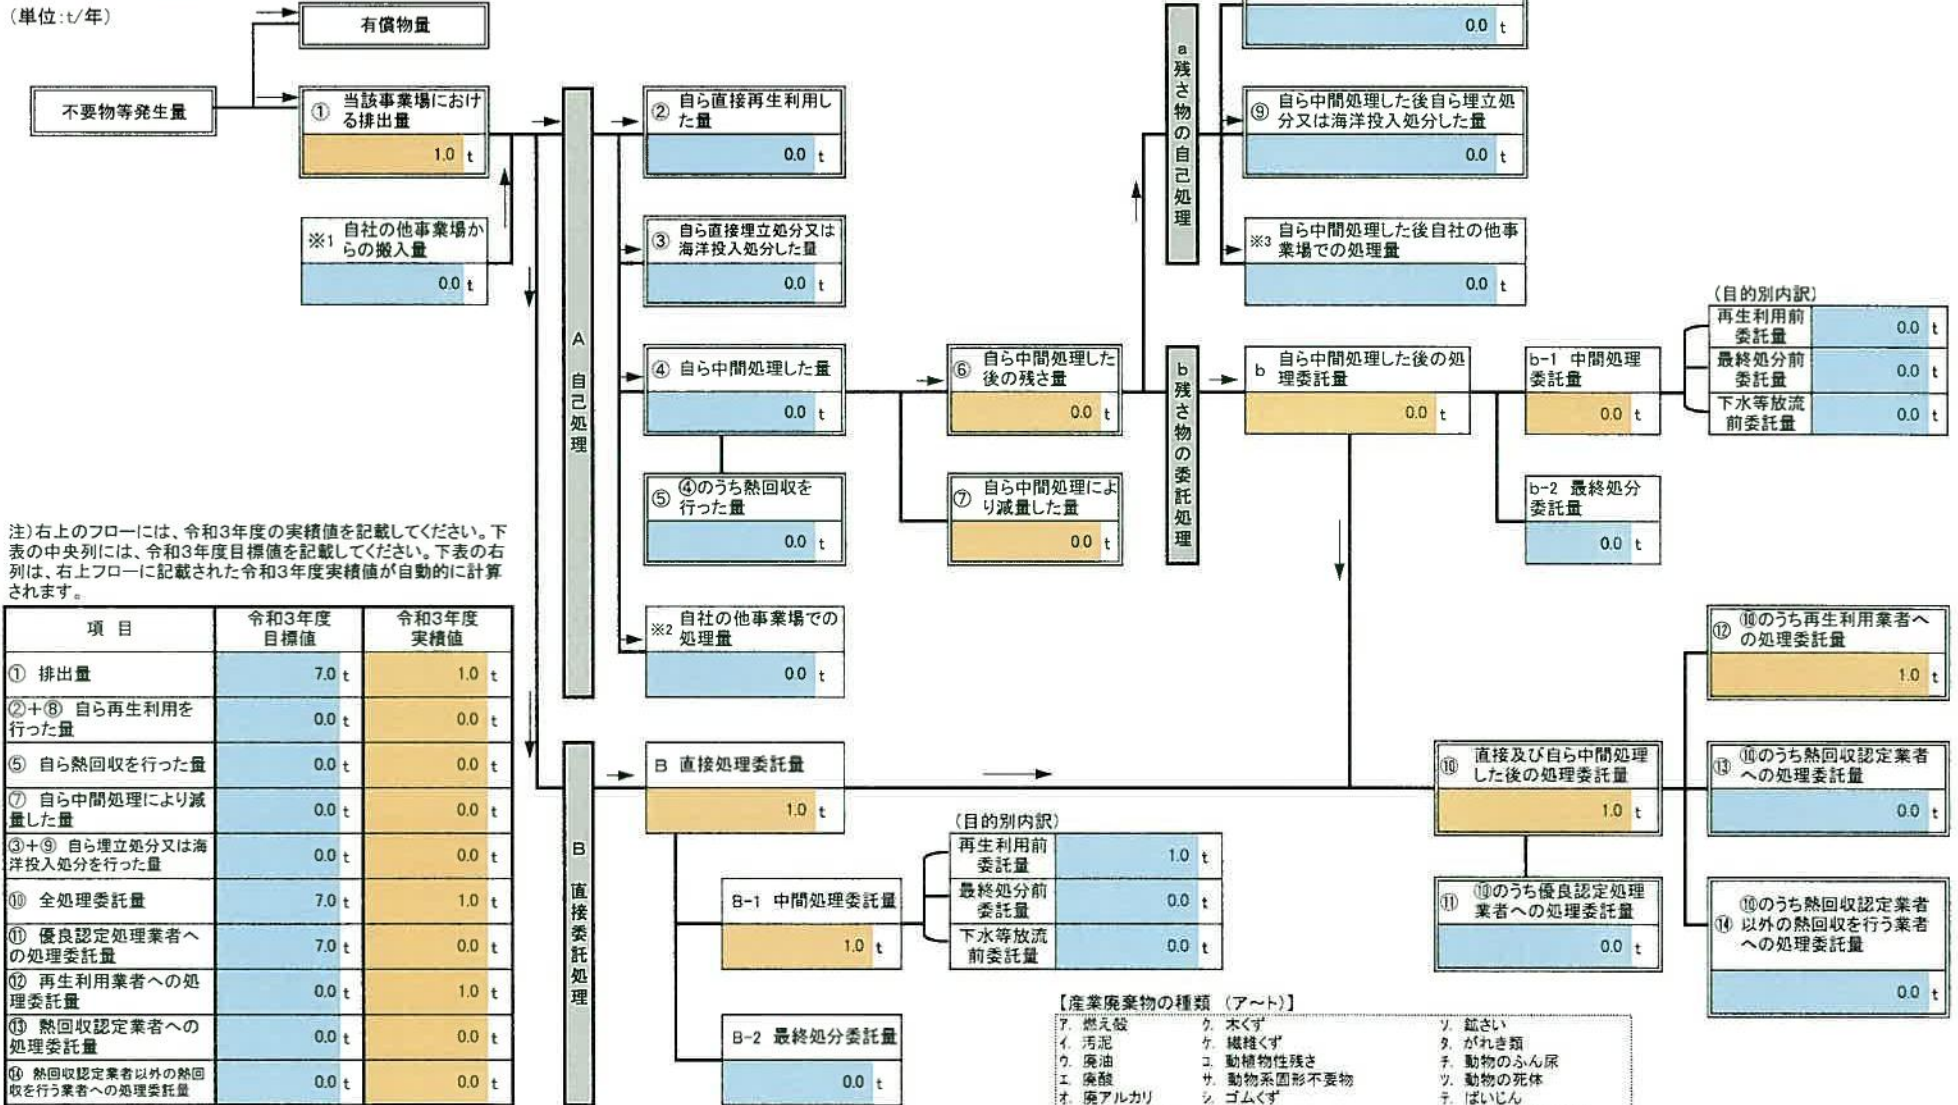 (単位:t/年)
有償物量
不要物等発生量
① 当該事業場におけ
る排出量
1.0 t
※1 自社の他事業場か
らの搬入量
0.0 t
A 自己処理
② 自ら直接再生利用し
た量
0.0 t
③ 自ら直接埋立処分又は
海洋投入処分した量
0.0 t
④ 自ら中間処理した量
0.0 t
⑤ ④のうち熱回収を
行った量
0.0 t
※2 自社の他事業場での
処理量
0.0 t
⑥ 自ら中間処理した
後の残さ量
0.0 t
⑦ 自ら中間処理によ
り減量した量
0.0 t
a 残さ物の自己処理
0.0 t
⑨ 自ら中間処理した後自ら埋立処
分又は海洋投入処分した量
0.0 t
※3 自ら中間処理した後自社の他事
業場での処理量
0.0 t
b 残さ物の委託処理
b 自ら中間処理した後の処
理委託量
0.0 t
b-1 中間処理
委託量
0.0 t
(目的別内訳)
再生利用前
委託量
0.0 t
最終処分前
委託量
0.0 t
下水等放流
前委託量
0.0 t
b-2 最終処分
委託量
0.0 t
注)右上のフローには、令和3年度の実績値を記載してください。下
表の中央列には、令和3年度目標値を記載してください。下表の右
列は、右上フローに記載された令和3年度実績値が自動的に計算
されます。
項 目 令和3年度
目標値 令和3年度
実績値
① 排出量 7.0 t 1.0 t
②+⑧ 自ら再生利用を
行った量 0.0 t 0.0 t
⑤ 自ら熱回収を行った量 0.0 t 0.0 t
⑦ 自ら中間処理により減
量した量 0.0 t 0.0 t
③+⑨ 自ら埋立処分又は海
洋投入処分を行った量 0.0 t 0.0 t
⑩ 全処理委託量 7.0 t 1.0 t
⑪ 優良認定処理業者へ
の処理委託量 7.0 t 0.0 t
⑫ 再生利用業者への処
理委託量 0.0 t 1.0 t
⑬ 熱回収認定業者への
処理委託量 0.0 t 0.0 t
⑭ 熱回収認定業者以外の熱回
収を行う業者への処理委託量 0.0 t 0.0 t
B 直接委託処理
B 直接処理委託量
1.0 t
B-1 中間処理委託量
1.0 t
(目的別内訳)
再生利用前
委託量
1.0 t
最終処分前
委託量
0.0 t
下水等放流
前委託量
0.0 t
B-2 最終処分委託量
0.0 t
⑩ 直接及び自ら中間処理
した後の処理委託量
1.0 t
⑪ ⑩のうち優良認定処理
業者への処理委託量
0.0 t
⑫ ⑩のうち再生利用業者へ
の処理委託量
1.0 t
⑬ ⑩のうち熱回収認定業者
への処理委託量
0.0 t
⑭ ⑩のうち熱回収認定業者
以外の熱回収を行う業者
への処理委託量
0.0 t
【産業廃棄物の種類 (ア~ト)】
ア. 燃え殻 ク. 木くず ソ. 鉱さい
イ. 汚泥 ケ. 繊維くず タ. がれき類
ウ. 廃油 コ. 動植物性残さ チ. 動物のふん尿
エ. 廃酸 サ. 動物系固形不要物 ツ. 動物の死体
オ. 廃アルカリ シ. ゴムくず テ. ばいじん